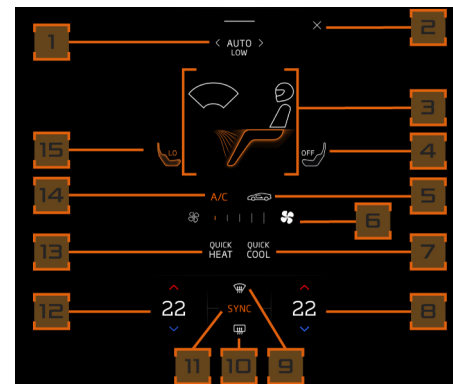 1
2
< AUTO >
LOW
3
15
LO
OFF
4
14
A/C
5
6
13
QUICK HEAT
QUICK COOL
7
12
22
SYNC
22
8
11
10
9